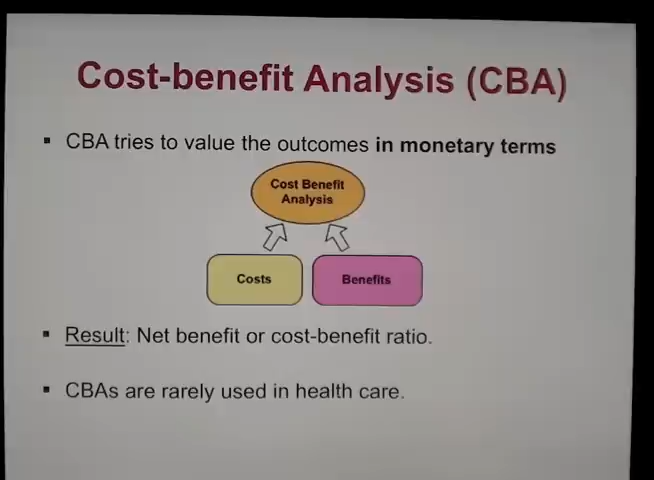 Cost-benefit Analysis (CBA)
▪ CBA tries to value the outcomes in monetary terms
Cost Benefit
Analysis
Costs
Benefits
▪ Result: Net benefit or cost-benefit ratio.
▪ CBAs are rarely used in health care.